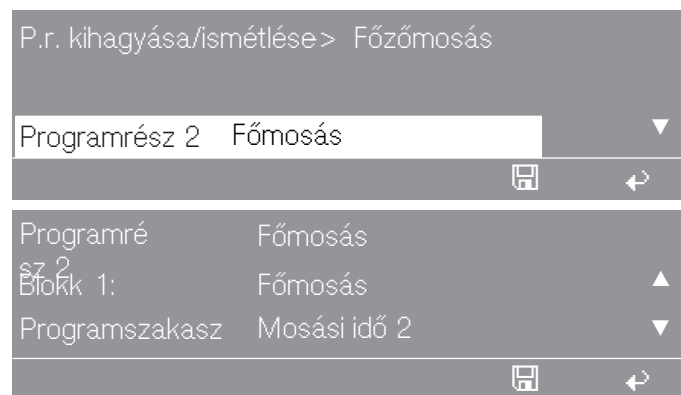 P.r. kihagyása/ismétlése> Főzőmosás
Programrész 2 Főmosás
Programré
sz 2
Főmosás
Blokk 1: Főmosás
Programszakasz Mosási idő 2